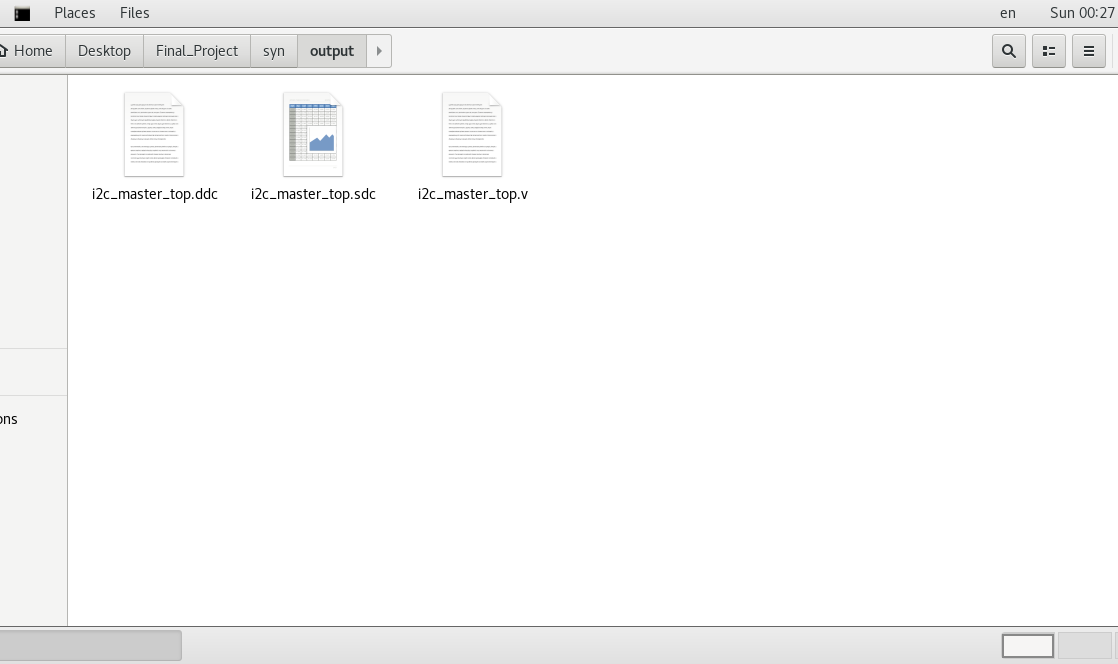 Places Files en Sun 00:27
Home Desktop Final_Project syn output
i2c_master_top.ddc i2c_master_top.sdc i2c_master_top.v
ons